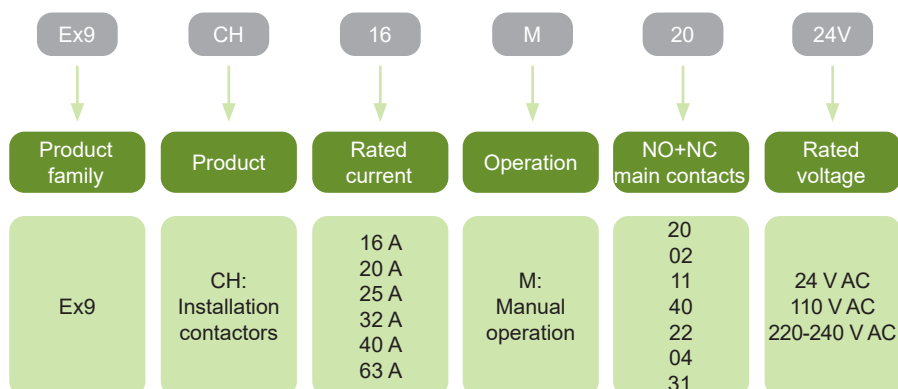 Ex9 CH 16 M 20 24V
Product family
Product
Rated current
Operation
NO+NC main contacts
Rated voltage
Ex9
CH:
Installation
contactors
16 A
20 A
25 A
32 A
40 A
63 A
M:
Manual
operation
20
02
11
40
22
04
31
24 V AC
110 V AC
220-240 V AC